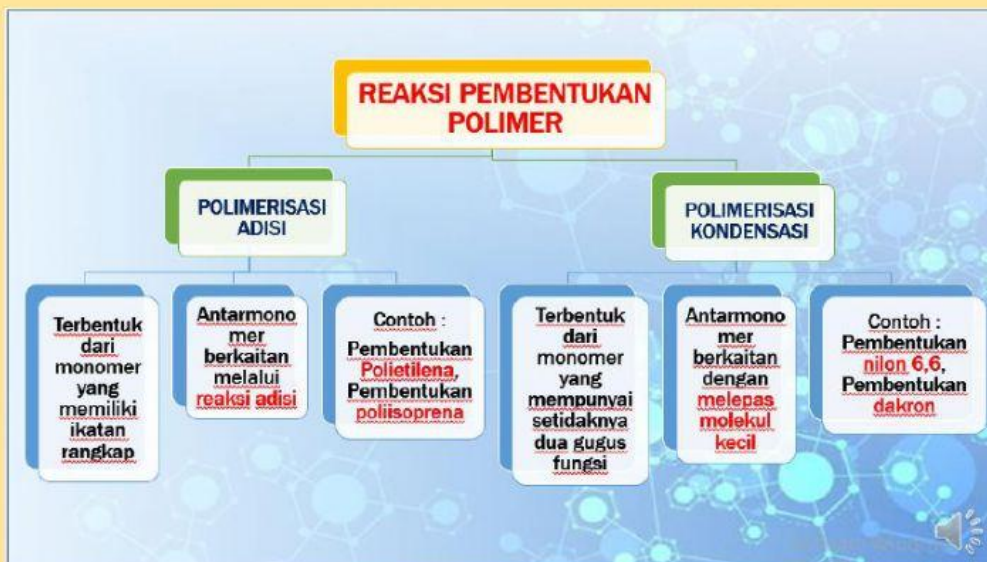 REAKSI PEMBENTUKAN
POLIMER
POLIMERISASI
ADISI
Terbentuk
dari
monomer
yang
memiliki
ikatan
rangkap
Antarmono
mer
berkaitan
melalui
reaksi adisi
Contoh :
Pembentukan
Polietilena,
Pembentukan
poliisoprena
POLIMERISASI
KONDENSASI
Terbentuk
dari
monomer
yang
mempunyai
setidaknya
dua gugus
fungsi
Antarmono
mer
berkaitan
dengan
melepas
molekul
kecil
Contoh :
Pembentukan
nilon 6,6,
Pembentukan
dakron